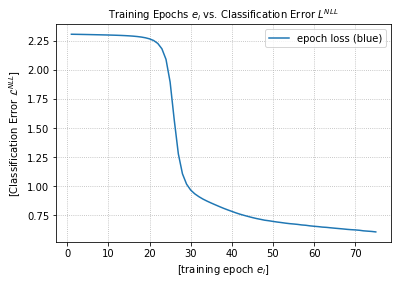 Training Epochs $e_i$ vs. Classification Error $L^{NLL}$
epoch loss (blue)
[Classification Error $\mathcal{L}^{NLL}$]
2.25
2.00
1.75
1.50
1.25
1.00
0.75
0 10 20 30 40 50 60 70
[training epoch $e_i$]